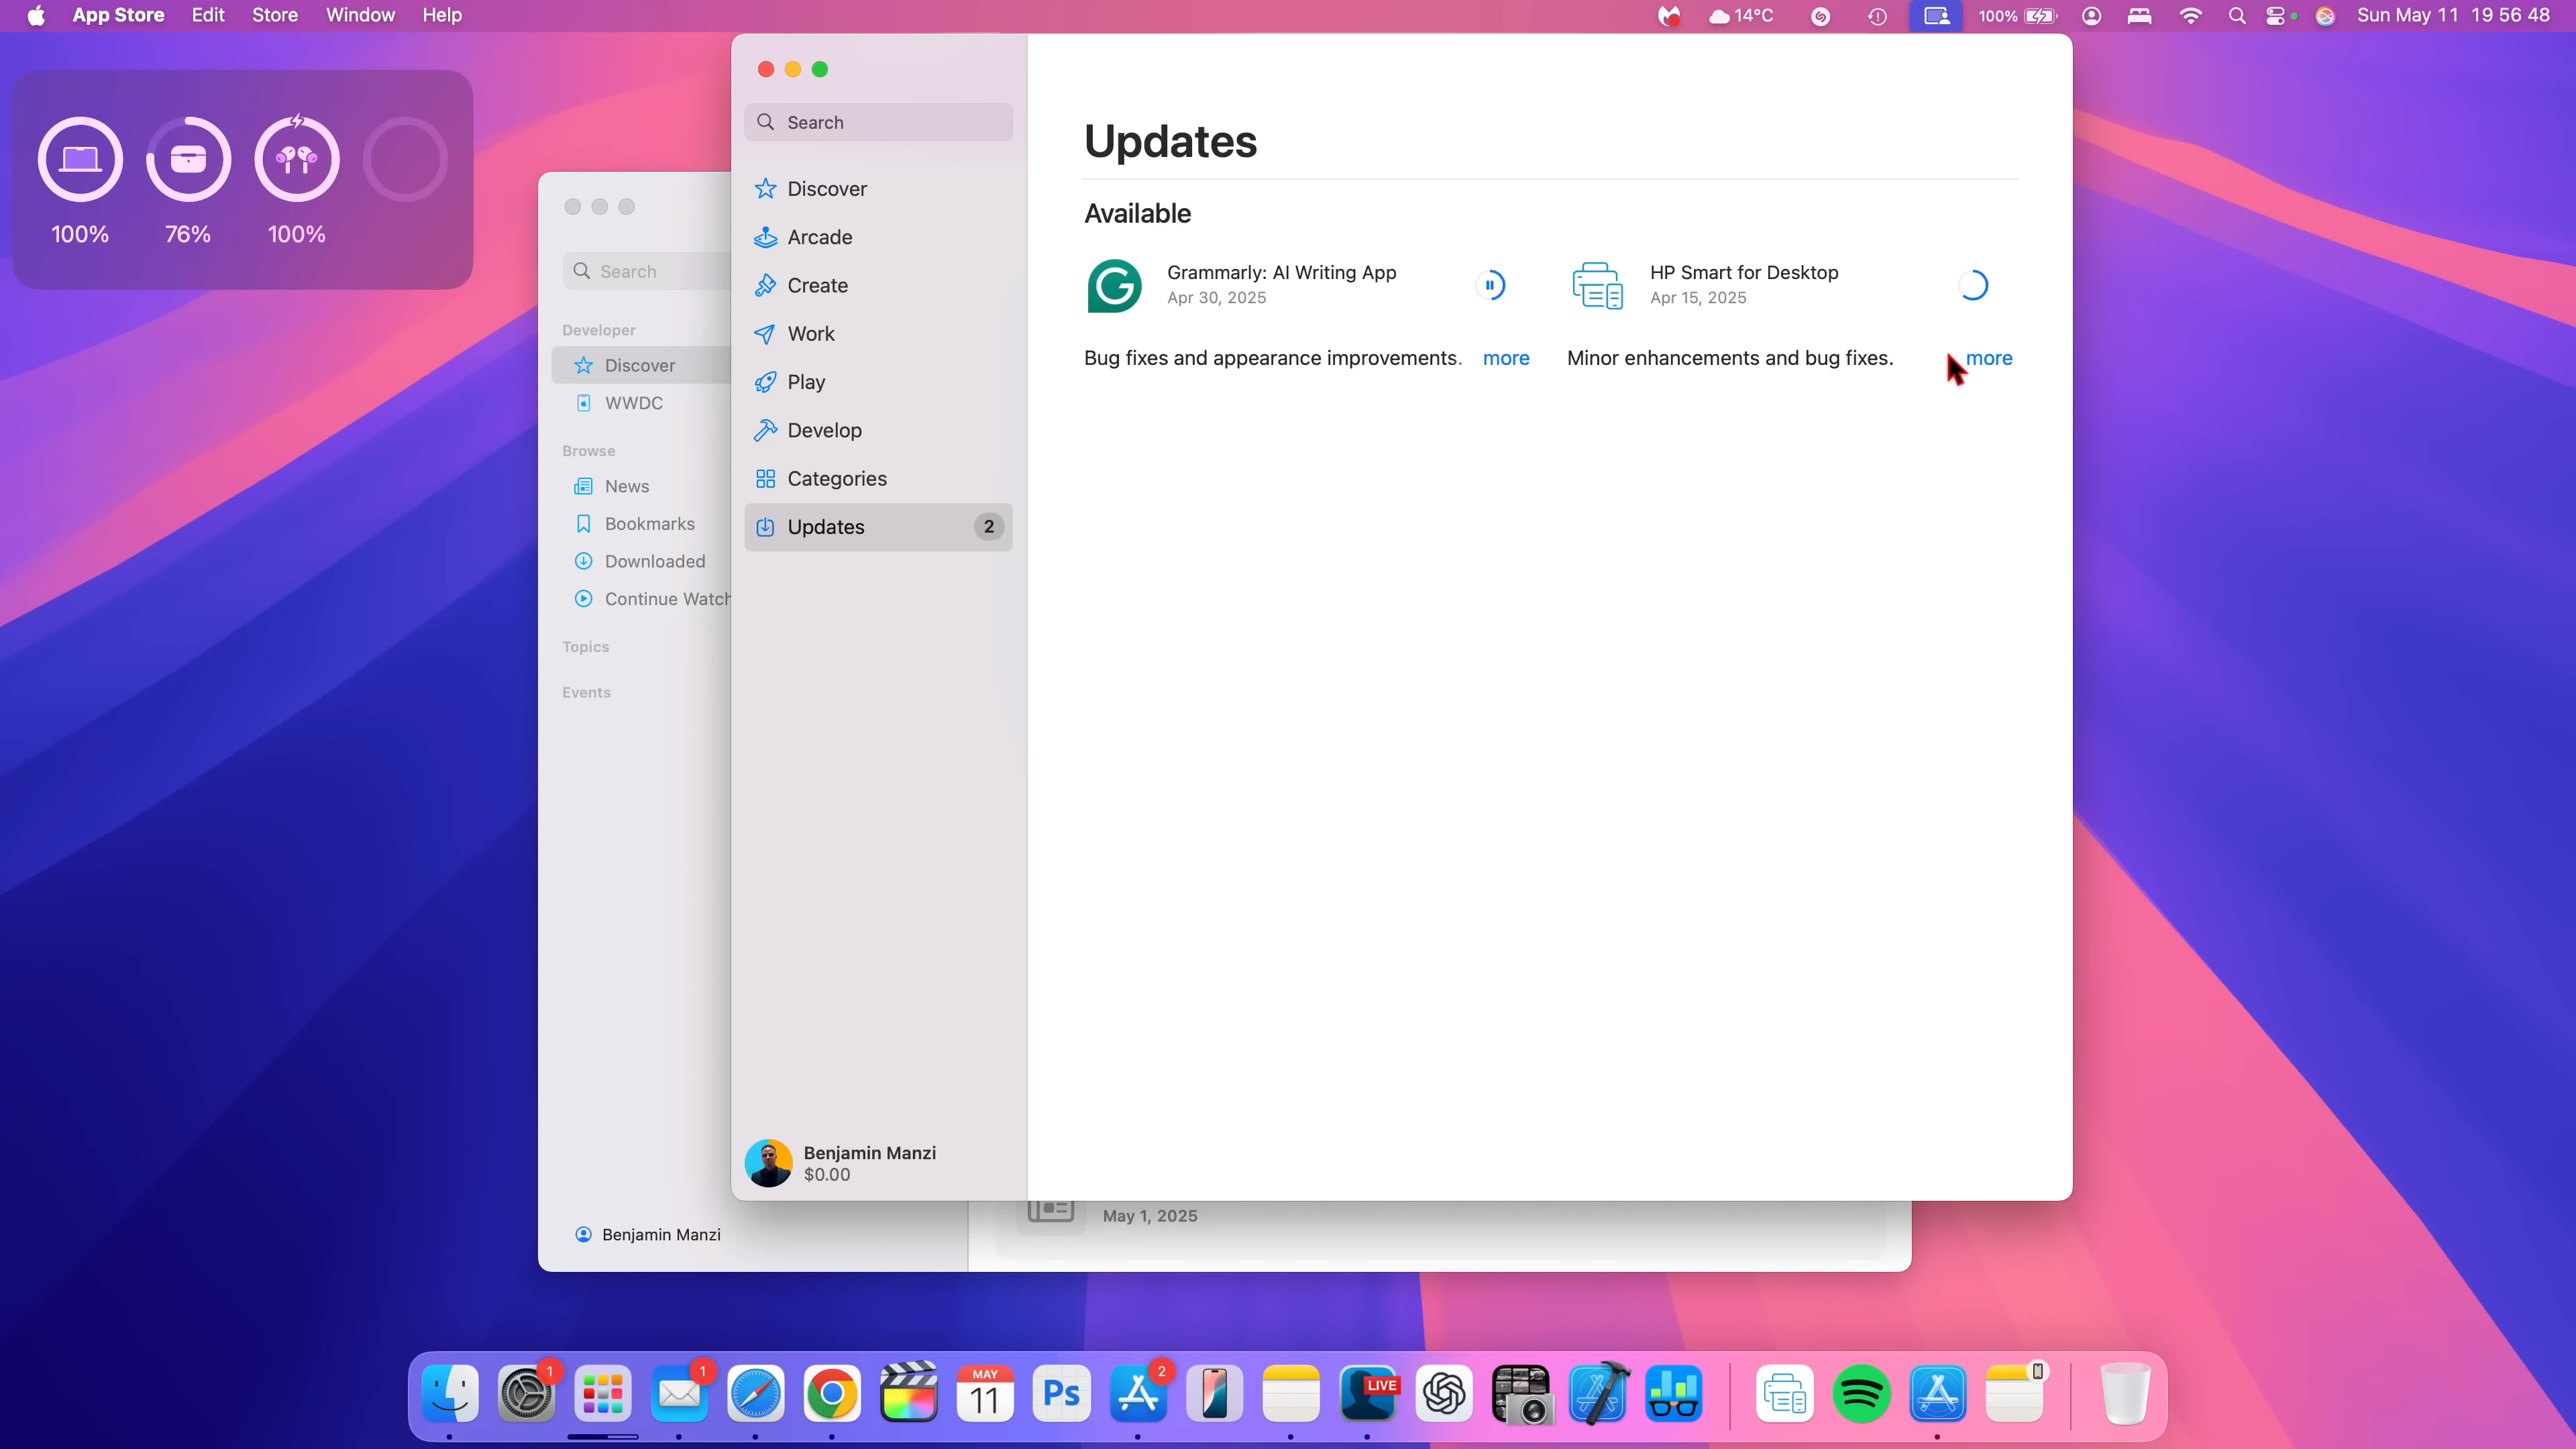 App Store Edit Store Window Help
14°C 100% Sun May 11 19 56 48
100% 76% 100%
Search
Discover
Arcade
Create
Work
Play
Develop
Categories
Updates 2
Benjamin Manzi
$0.00
Updates
Available
Grammarly: AI Writing App
Apr 30, 2025
Bug fixes and appearance improvements. more
HP Smart for Desktop
Apr 15, 2025
Minor enhancements and bug fixes. more
Search
Developer
Discover
WWDC
Browse
News
Bookmarks
Downloaded
Continue Watch
Topics
Events
Benjamin Manzi
May 1, 2025
1 1 MAY
11 Ps 2 LIVE